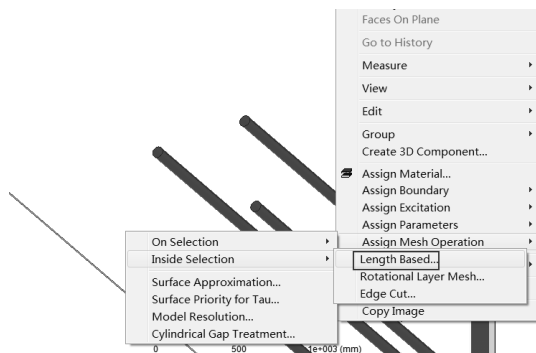 Faces On Plane
Go to History
Measure
View
Edit
Group
Create 3D Component...
Assign Material...
Assign Boundary
Assign Excitation
Assign Parameters
Assign Mesh Operation
On Selection
Inside Selection
Surface Approximation...
Surface Priority for Tau...
Model Resolution...
Cylindrical Gap Treatment...
Length Based...
Rotational Layer Mesh...
Edge Cut...
Copy Image
0 500 1e+003 (mm)